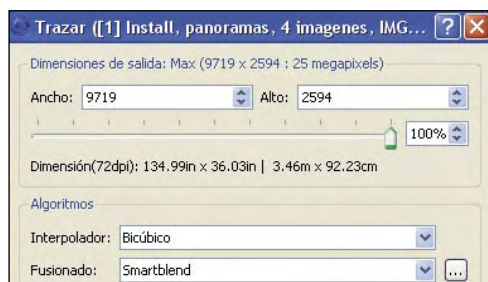 Trazar ([1] Install, panoramas, 4 imagenes, IMG...
Dimensiones de salida: Max (9719 x 2594 : 25 megapixels)
Ancho: 9719 Alto: 2594
100%
Dimensión(72dpi): 134.99in x 36.03in | 3.46m x 92.23cm
Algoritmos
Interpolador: Bicúbico
Fusionado: Smartblend ...